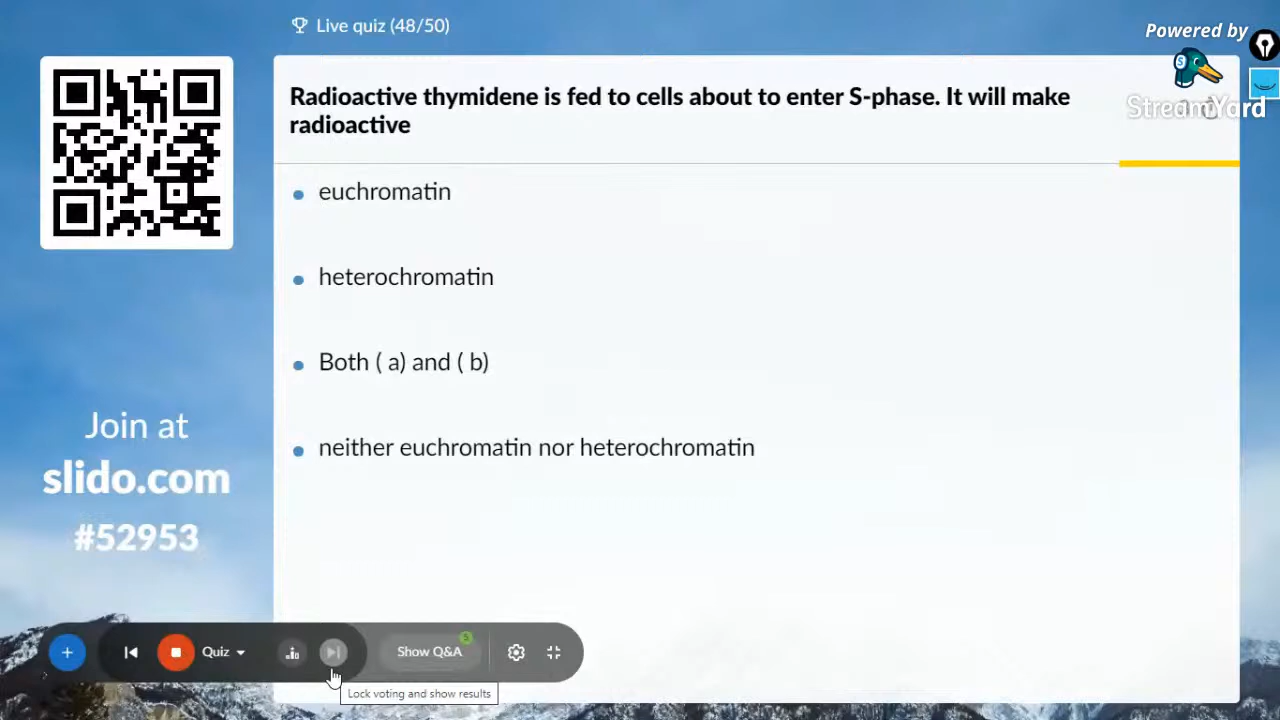 Live quiz (48/50)
Powered by
StreamYard
Radioactive thymidene is fed to cells about to enter S-phase. It will make
radioactive
euchromatin
heterochromatin
Both ( a) and ( b)
neither euchromatin nor heterochromatin
Join at
slido.com
#52953
Quiz
Show Q&A
5
Lock voting and show results